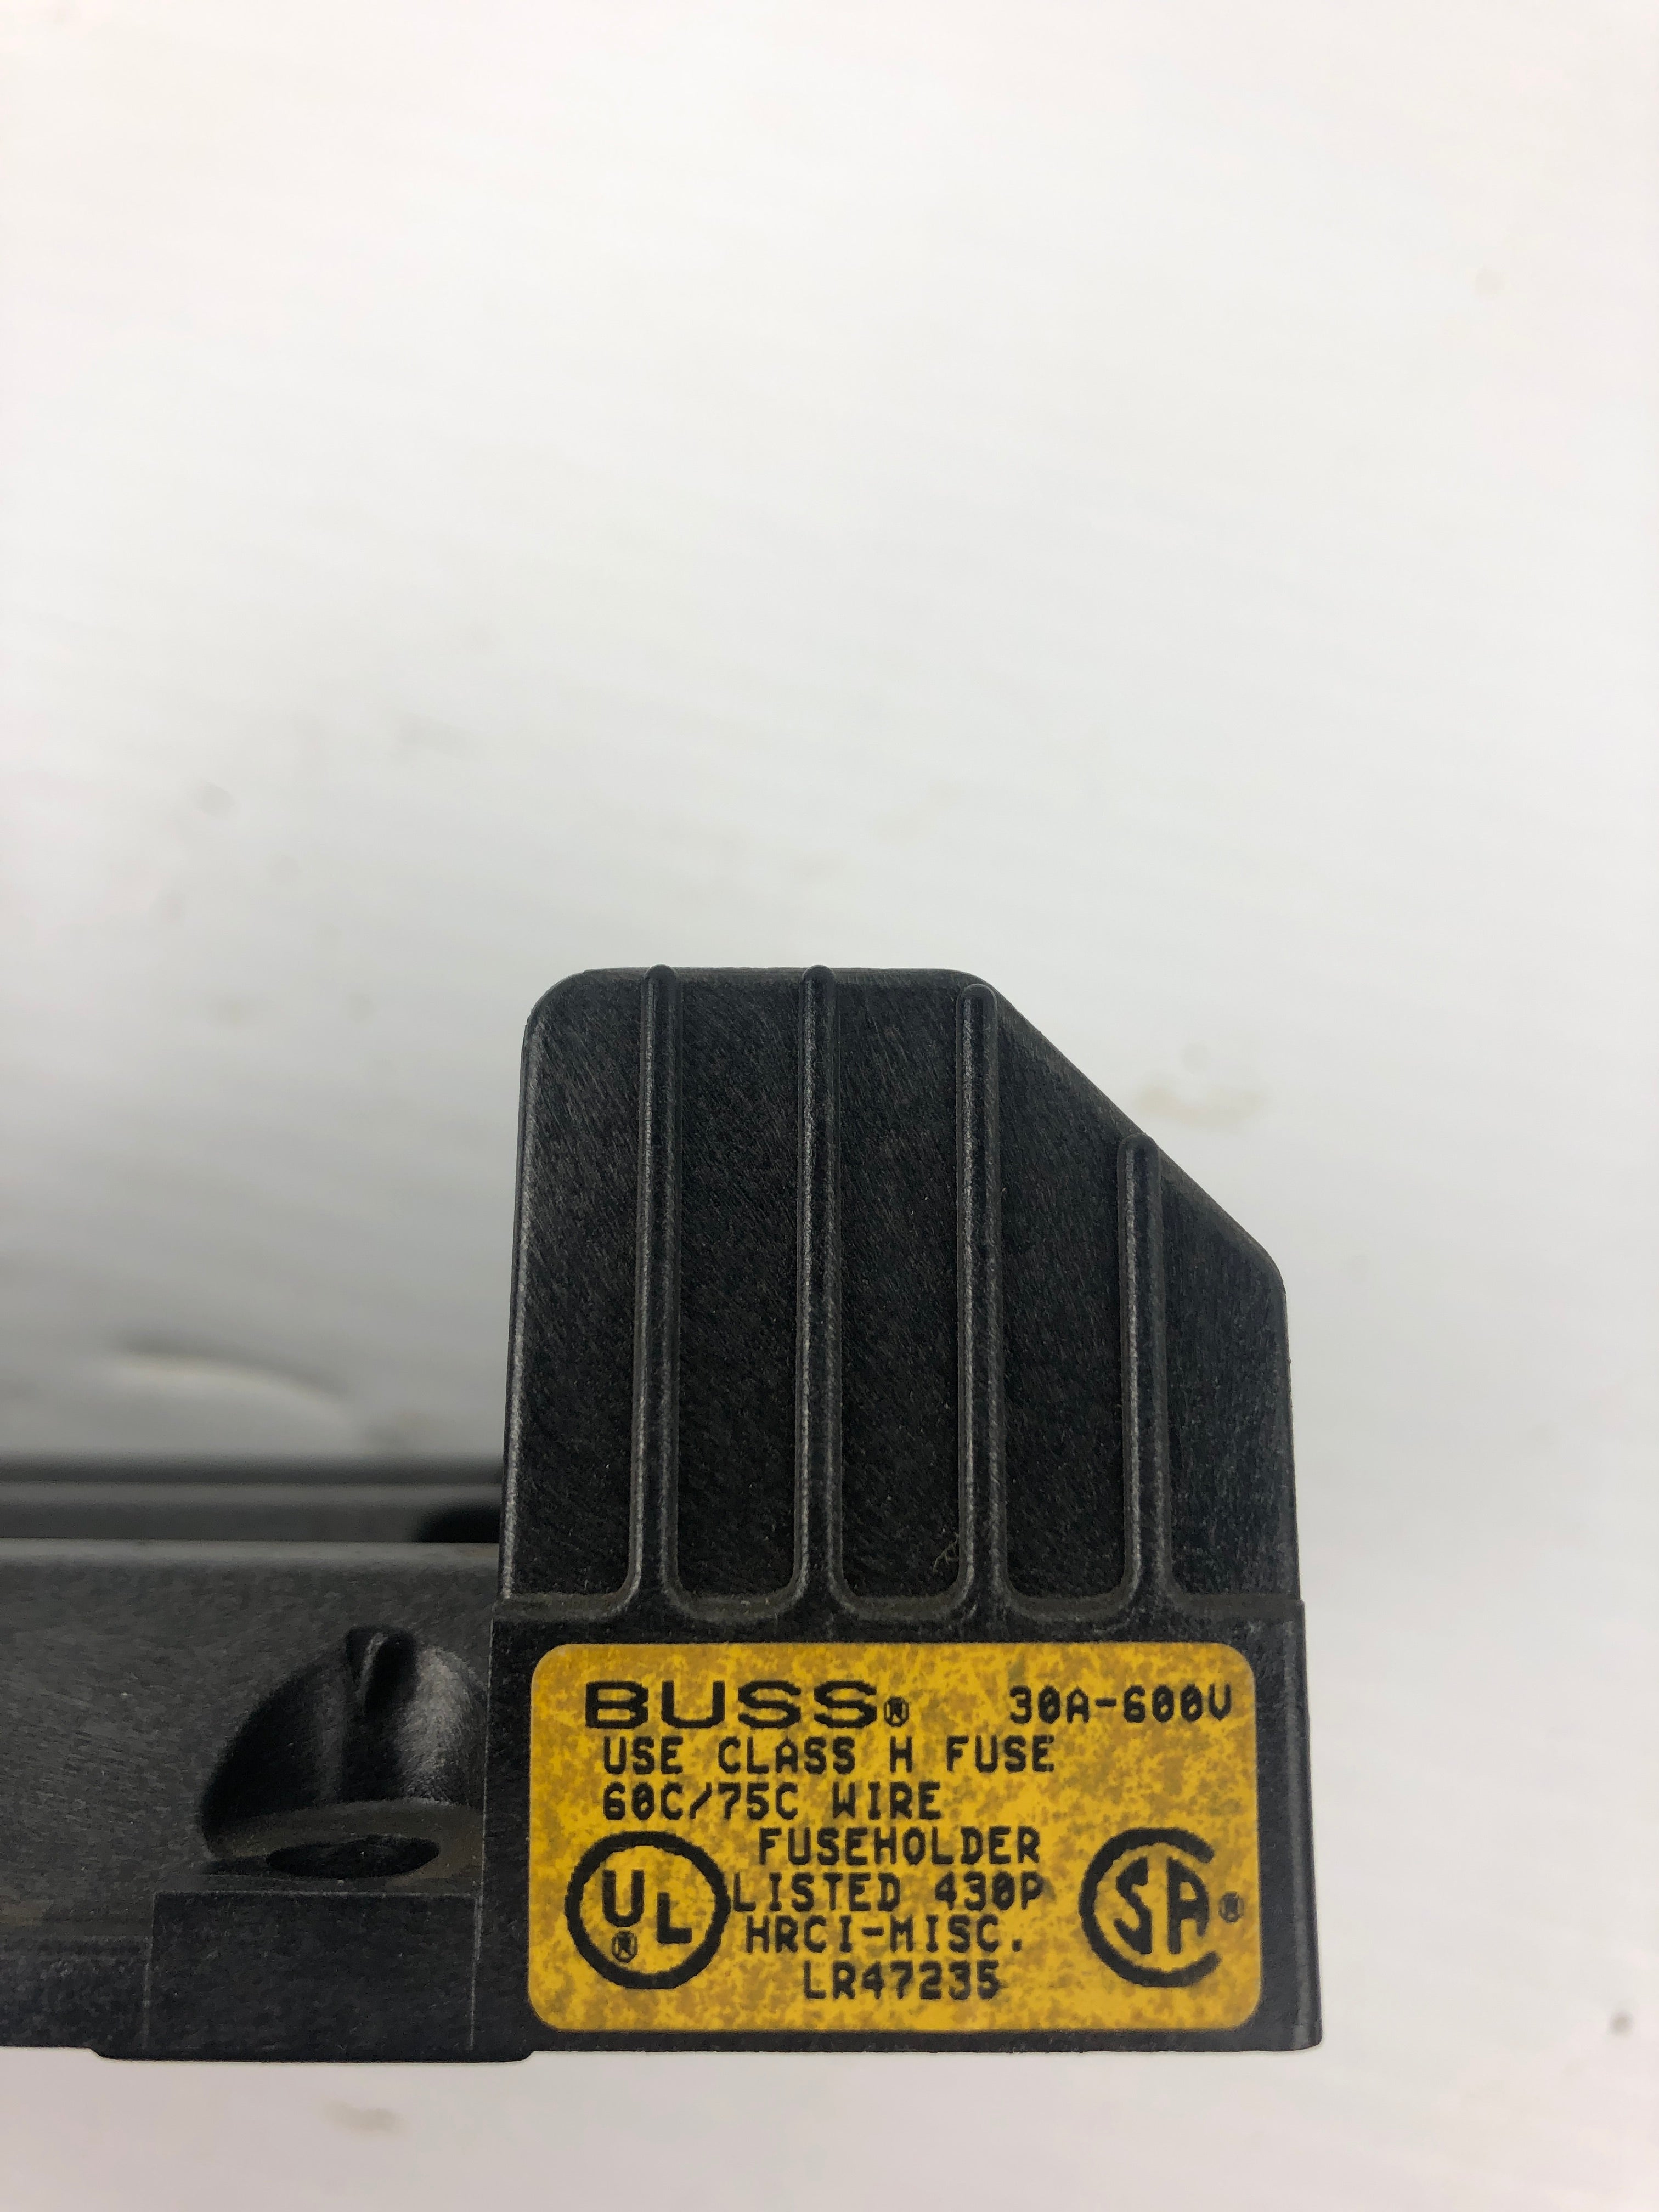 BUSS® 30A-600V
USE CLASS H FUSE
60C/75C WIRE
FUSEHOLDER
UL® LISTED 430P SA®
HRCI-MISC.
LR47235